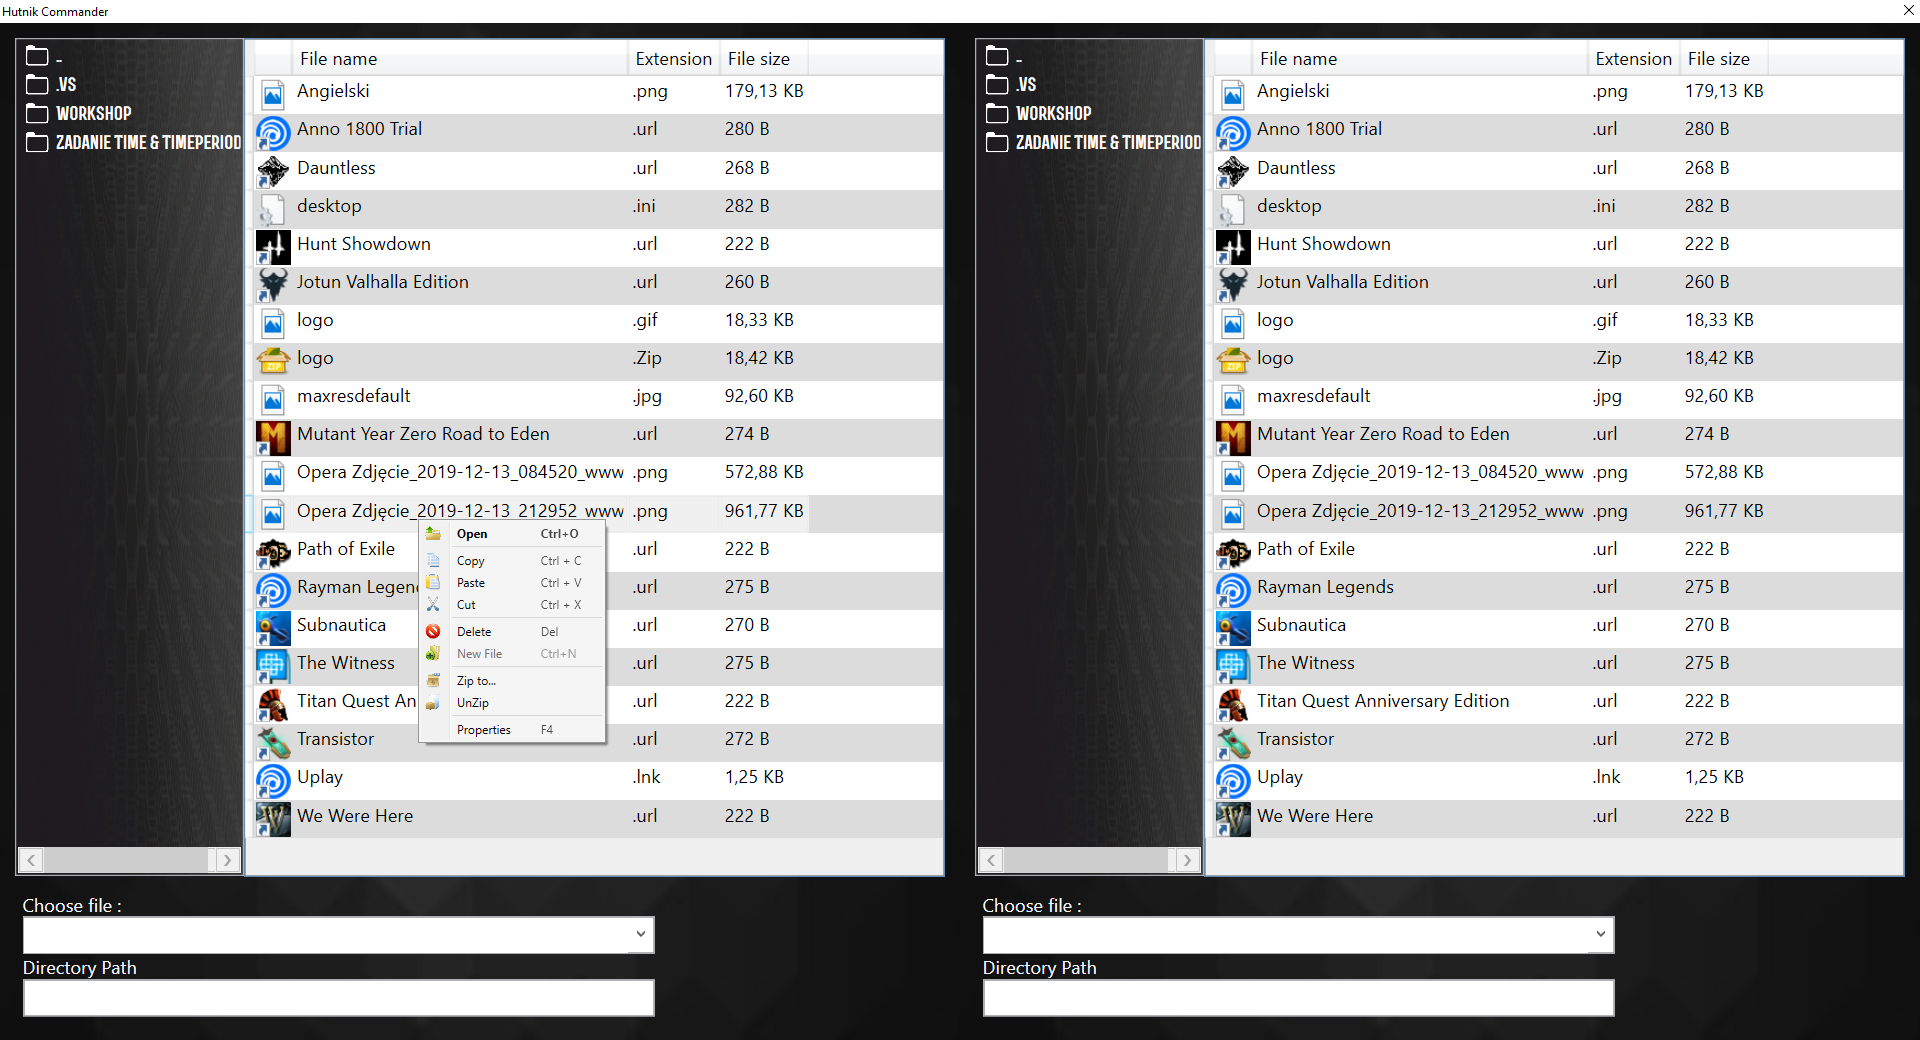 Hutnik Commander
-
.VS
WORKSHOP
ZADANIE TIME & TIMEPERIOD
File name Extension File size
Angielski .png 179,13 KB
Anno 1800 Trial .url 280 B
Dauntless .url 268 B
desktop .ini 282 B
Hunt Showdown .url 222 B
Jotun Valhalla Edition .url 260 B
logo .gif 18,33 KB
logo .Zip 18,42 KB
maxresdefault .jpg 92,60 KB
Mutant Year Zero Road to Eden .url 274 B
Opera Zdjęcie_2019-12-13_084520_www .png 572,88 KB
Opera Zdjęcie_2019-12-13_212952_www .png 961,77 KB
Path of Exile .url 222 B
Rayman Legen .url 275 B
Subnautica .url 270 B
The Witness .url 275 B
Titan Quest An .url 222 B
Transistor .url 272 B
Uplay .lnk 1,25 KB
We Were Here .url 222 B
Open Ctrl+O
Copy Ctrl + C
Paste Ctrl + V
Cut Ctrl + X
Delete Del
New File Ctrl+N
Zip to...
UnZip
Properties F4
Choose file :
Directory Path
-
.VS
WORKSHOP
ZADANIE TIME & TIMEPERIOD
File name Extension File size
Angielski .png 179,13 KB
Anno 1800 Trial .url 280 B
Dauntless .url 268 B
desktop .ini 282 B
Hunt Showdown .url 222 B
Jotun Valhalla Edition .url 260 B
logo .gif 18,33 KB
logo .Zip 18,42 KB
maxresdefault .jpg 92,60 KB
Mutant Year Zero Road to Eden .url 274 B
Opera Zdjęcie_2019-12-13_084520_www .png 572,88 KB
Opera Zdjęcie_2019-12-13_212952_www .png 961,77 KB
Path of Exile .url 222 B
Rayman Legends .url 275 B
Subnautica .url 270 B
The Witness .url 275 B
Titan Quest Anniversary Edition .url 222 B
Transistor .url 272 B
Uplay .lnk 1,25 KB
We Were Here .url 222 B
Choose file :
Directory Path